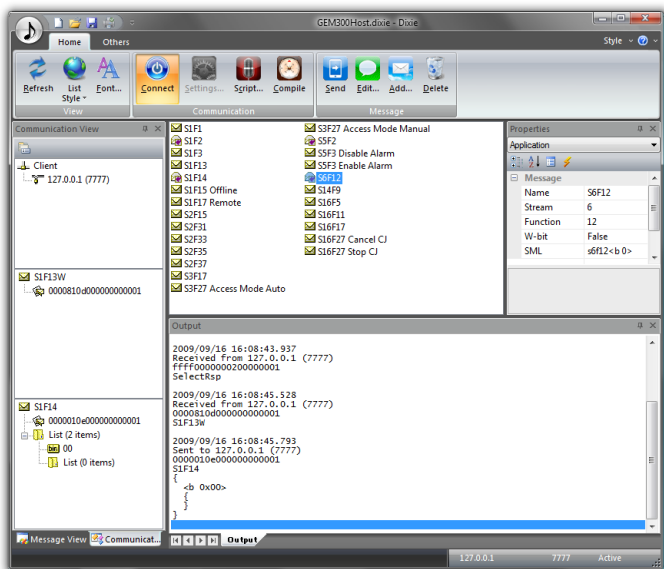 GEM300Host.dixie - Dixie
Home Others Style
Refresh List Style Font... Connect Settings... Script... Compile Send Edit... Add... Delete
View Communication Message
Communication View
Client
127.0.0.1 (7777)
S1F13W
0000810d000000000001
S1F14
0000010e000000000001
List (2 items)
bin 00
List (0 items)
Message View Communicat...
S1F1
S1F2
S1F3
S1F13
S1F14
S1F15 Offline
S1F17 Remote
S2F15
S2F31
S2F33
S2F35
S2F37
S3F17
S3F27 Access Mode Auto
S3F27 Access Mode Manual
S5F2
S5F3 Disable Alarm
S5F3 Enable Alarm
S6F12
S14F9
S16F5
S16F11
S16F17
S16F27 Cancel CJ
S16F27 Stop CJ
Properties
Application
Message
Name S6F12
Stream 6
Function 12
W-bit False
SML s6f12<b 0>
Output
2009/09/16 16:08:43.937
Received from 127.0.0.1 (7777)
ffff0000000200000001
SelectRsp
2009/09/16 16:08:45.528
Received from 127.0.0.1 (7777)
0000810d000000000001
S1F13W
2009/09/16 16:08:45.793
Sent to 127.0.0.1 (7777)
0000010e000000000001
S1F14
{
<b 0x00>
{
}
}
Output
127.0.0.1 7777 Active